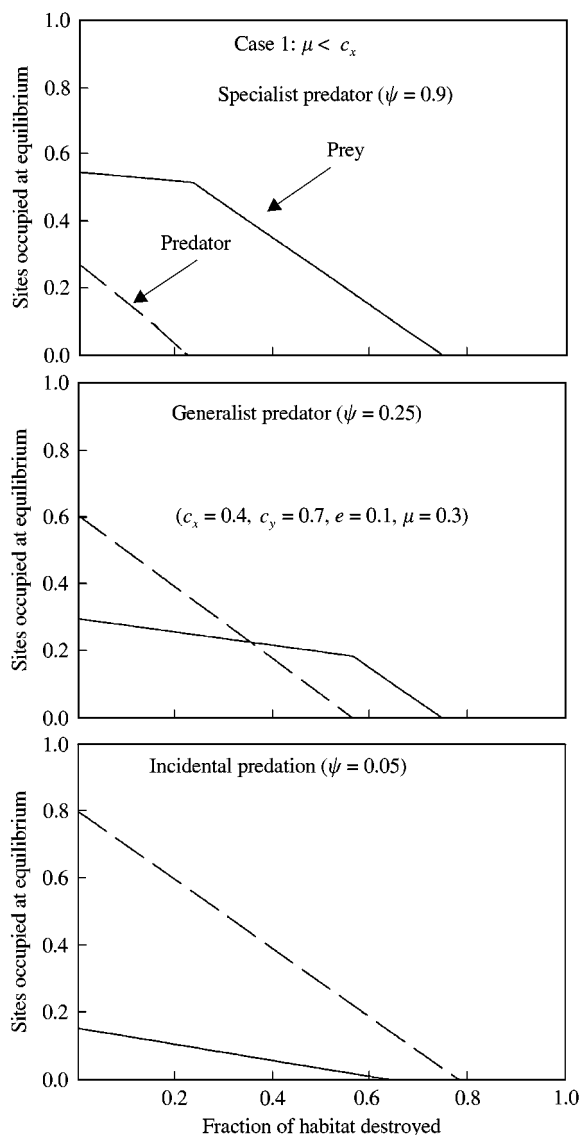 1.0
Case 1: μ < cₓ
0.8
Specialist predator (ψ = 0.9)
Sites occupied at equilibrium
0.6
Prey
0.4
Predator
0.2
0.0
1.0
Generalist predator (ψ = 0.25)
0.8
Sites occupied at equilibrium
0.6
(cₓ = 0.4, c_y = 0.7, e = 0.1, μ = 0.3)
0.4
0.2
0.0
1.0
Incidental predation (ψ = 0.05)
0.8
Sites occupied at equilibrium
0.6
0.4
0.2
0.0
0.2 0.4 0.6 0.8 1.0
Fraction of habitat destroyed